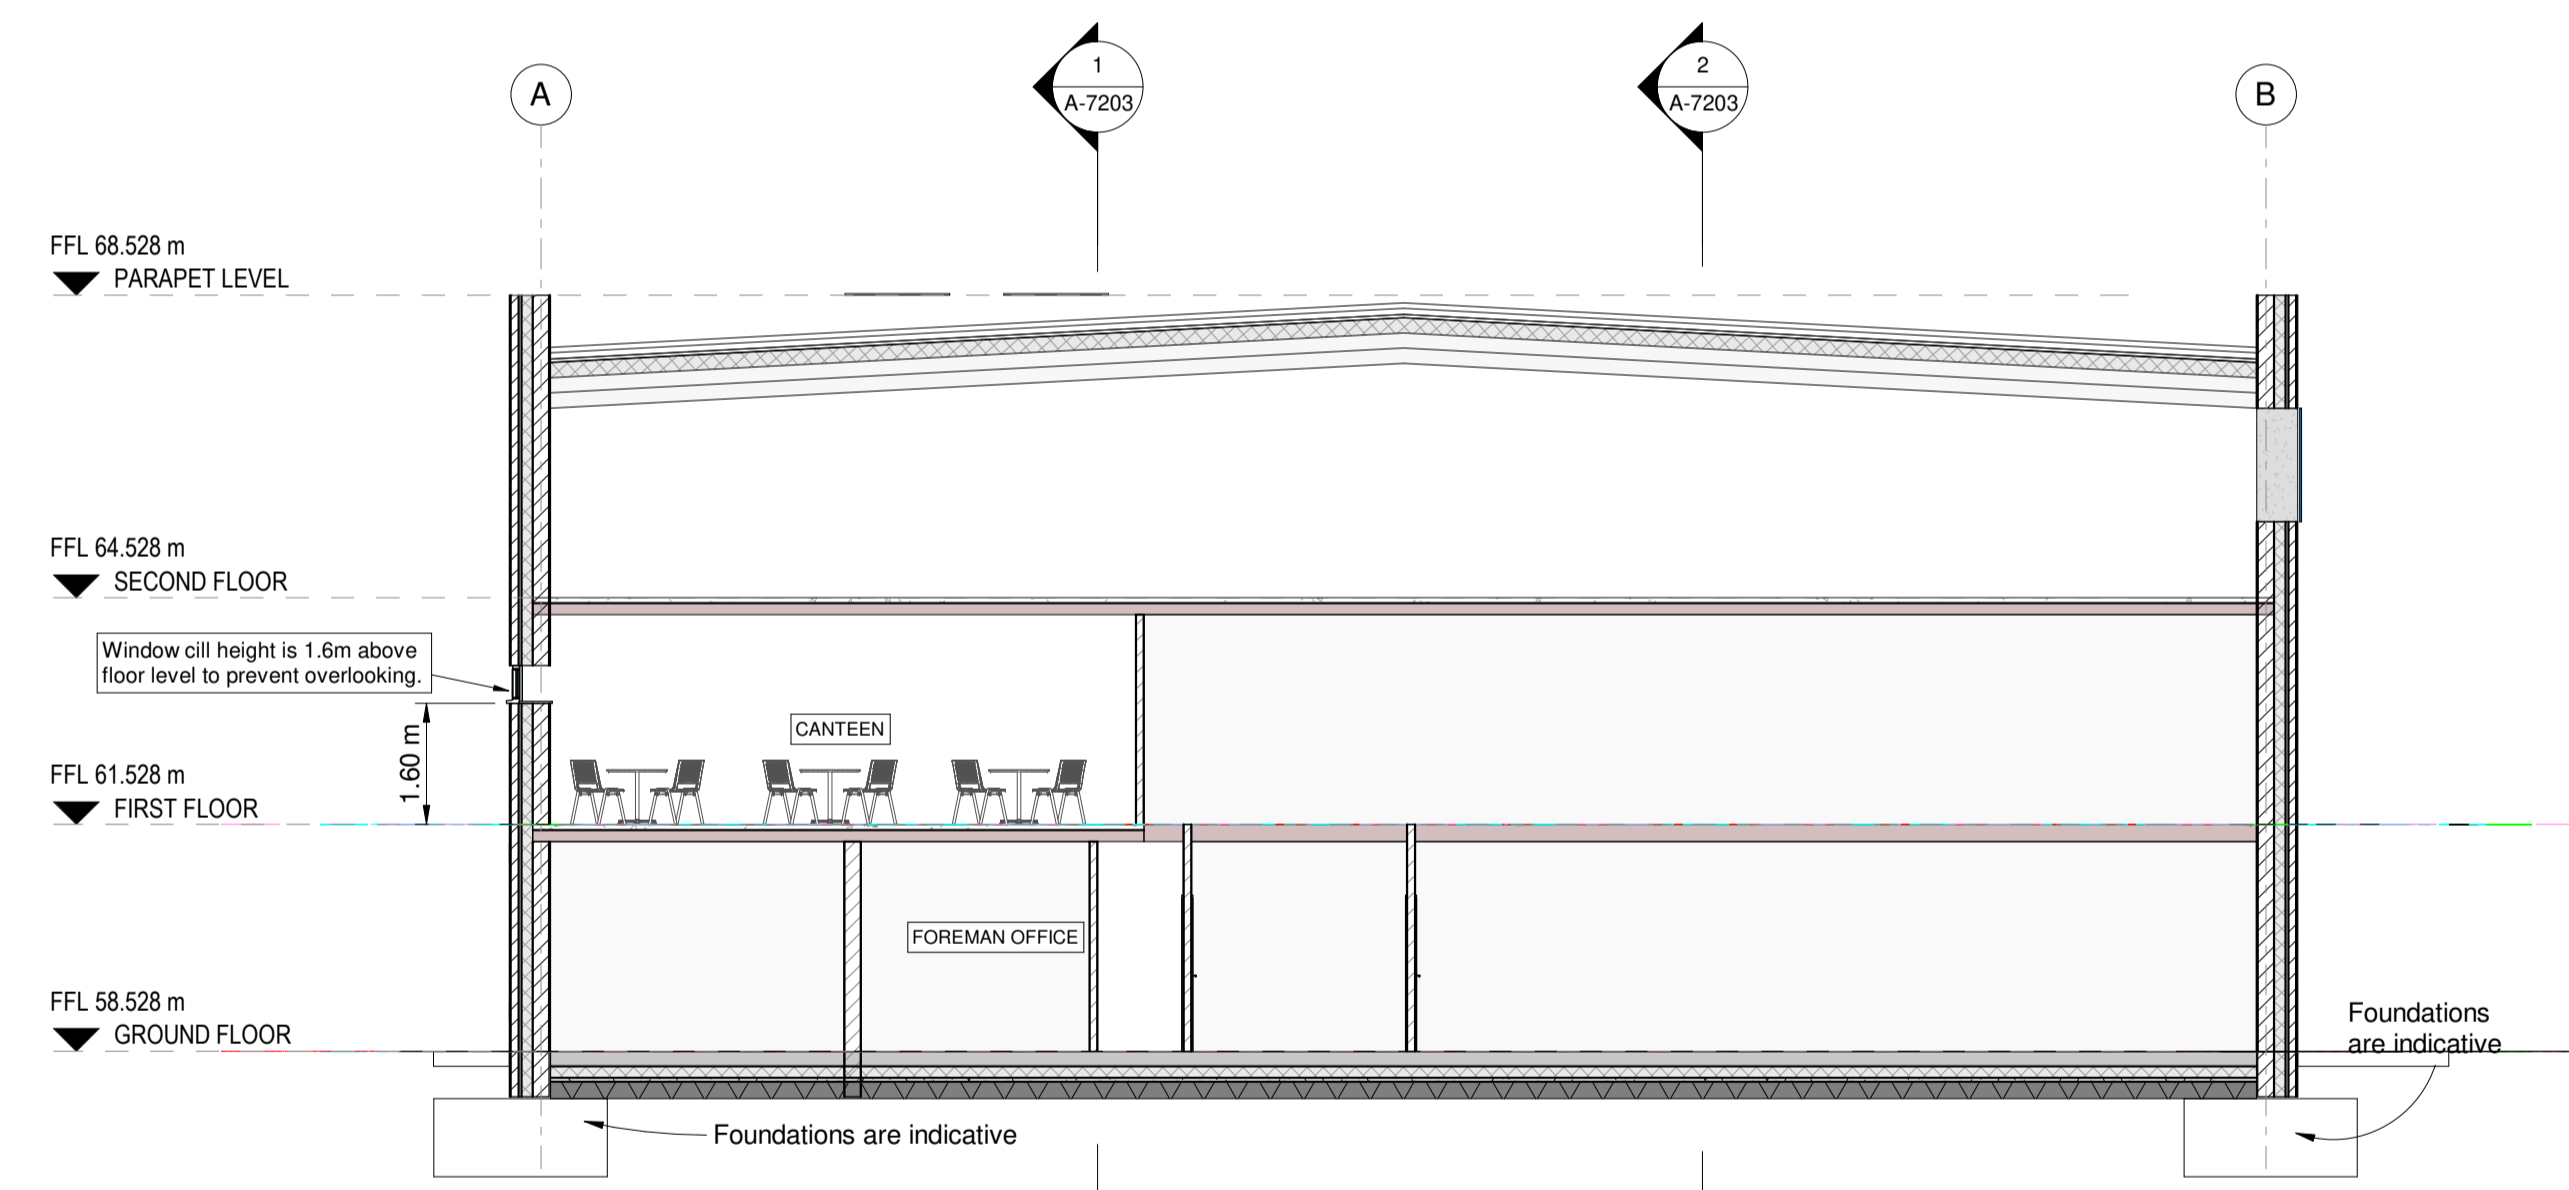 1
A-7203
2
A-7203
A
B
FFL 68.528 m
PARAPET LEVEL
FFL 64.528 m
SECOND FLOOR
Window cill height is 1.6m above
floor level to prevent overlooking.
1.60 m
CANTEEN
FFL 61.528 m
FIRST FLOOR
FOREMAN OFFICE
FFL 58.528 m
GROUND FLOOR
Foundations
are indicative
Foundations are indicative